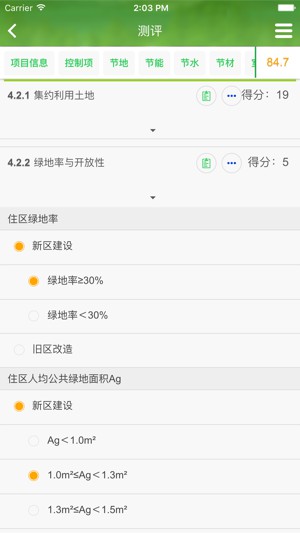 Carrier 2:03 PM
测评
项目信息 控制项 节地 节能 节水 节材 84.7
4.2.1 集约利用土地 得分：19
4.2.2 绿地率与开放性 得分：5
住区绿地率
新区建设
绿地率≥30%
绿地率＜30%
旧区改造
住区人均公共绿地面积Ag
新区建设
Ag＜1.0m²
1.0m²≤Ag＜1.3m²
1.3m²≤Ag＜1.5m²